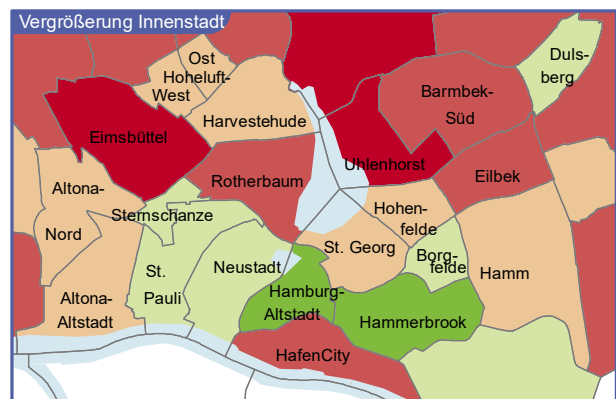 Vergrößerung Innenstadt
Ost
Hoheluft-
West
Duls-
berg
Barmbek-
Süd
Harvestehude
Eimsbüttel
Uhlenhorst
Eilbek
Rotherbaum
Altona-
Nord
Sternschanze
Hohen-
felde
St. Georg
Borg-
felde
Hamm
St.
Pauli
Neustadt
Hamburg-
Altstadt
Altona-
Altstadt
Hammerbrook
HafenCity